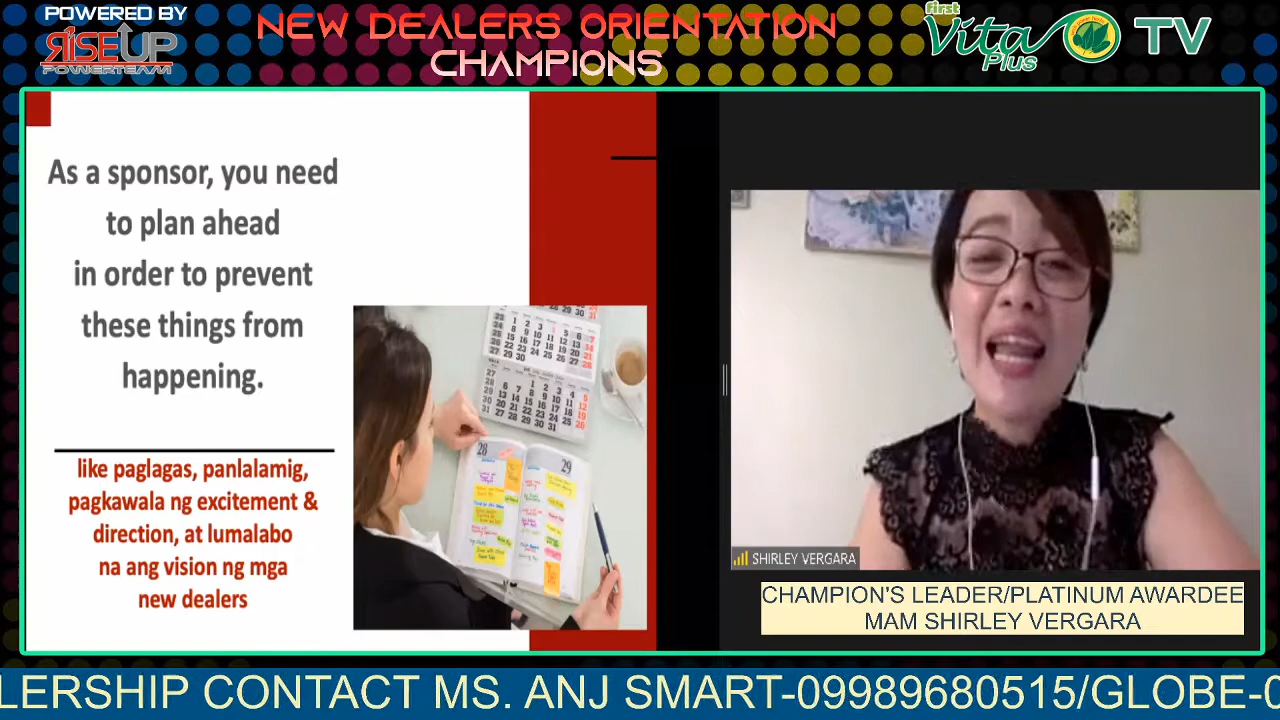 POWERED BY
RiSEUP
POWERTEAM
NEW DEALERS ORIENTATION
CHAMPIONS
first
Vita
Plus
TV
As a sponsor, you need
to plan ahead
in order to prevent
these things from
happening.
like paglagas, panlalamig,
pagkawala ng excitement &
direction, at lumalabo
na ang vision ng mga
new dealers
28
29
SHIRLEY VERGARA
CHAMPION'S LEADER/PLATINUM AWARDEE
MAM SHIRLEY VERGARA
LERSHIP CONTACT MS. ANJ SMART-09989680515/GLOBE-0